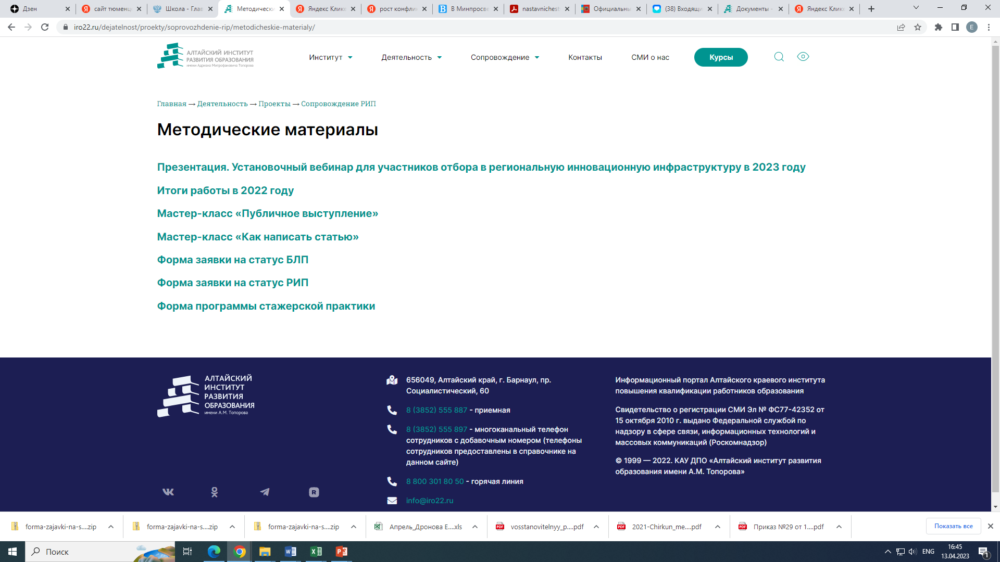 Дзен
сайт тюменц
Школа - Глав
Методически
Яндекс Клик
рост конфли
В Минпросве
nastavnichest
Официальны
(38) Входящи
Документы -
Яндекс Клик
iro22.ru/dejatelnost/proekty/soprovozhdenie-rip/metodicheskie-materialy/
E
АЛТАЙСКИЙ ИНСТИТУТ
РАЗВИТИЯ ОБРАЗОВАНИЯ
имени Адриана Митрофановича Топорова
Институт
Деятельность
Сопровождение
Контакты
СМИ о нас
Курсы
Главная → Деятельность → Проекты → Сопровождение РИП
Методические материалы
Презентация. Установочный вебинар для участников отбора в региональную инновационную инфраструктуру в 2023 году
Итоги работы в 2022 году
Мастер-класс «Публичное выступление»
Мастер-класс «Как написать статью»
Форма заявки на статус БЛП
Форма заявки на статус РИП
Форма программы стажерской практики
АЛТАЙСКИЙ
ИНСТИТУТ
РАЗВИТИЯ
ОБРАЗОВАНИЯ
имени А.М. Топорова
656049, Алтайский край, г. Барнаул, пр.
Социалистический, 60
8 (3852) 555 887 - приемная
8 (3852) 555 897 - многоканальный телефон
сотрудников с добавочным номером (телефоны
сотрудников предоставлены в справочнике на
данном сайте)
8 800 301 80 50 - горячая линия
info@iro22.ru
Информационный портал Алтайского краевого института
повышения квалификации работников образования
Свидетельство о регистрации СМИ Эл № ФС77-42352 от
15 октября 2010 г. выдано Федеральной службой по
надзору в сфере связи, информационных технологий и
массовых коммуникаций (Роскомнадзор)
© 1999 — 2022. КАУ ДПО «Алтайский институт развития
образования имени А.М. Топорова»
forma-zajavki-na-s....zip
forma-zajavki-na-s....zip
forma-zajavki-na-s....zip
Апрель_Дронова Е....xls
vosstanovitelnyy_p....pdf
2021-Chirkun_me....pdf
Приказ №29 от 1....pdf
Показать все
Поиск
ENG
16:45
13.04.2023
1